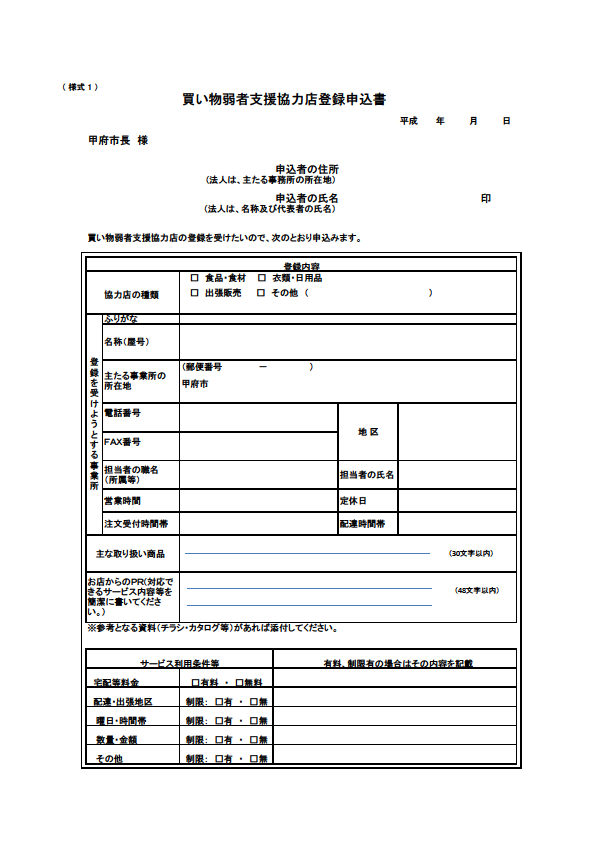 （様式１）
買い物弱者支援協力店登録申込書
平成　　年　　　月　　　日
甲府市長　様
申込者の住所
（法人は、主たる事務所の所在地）
申込者の氏名　　　　　　　　　　印
（法人は、名称及び代表者の氏名）
買い物弱者支援協力店の登録を受けたいので、次のとおり申込みます。
登録内容
協力店の種類
□　食品・食材　□　衣類・日用品
□　出張販売　□　その他　（　　　　　　　　　　）
登録を受けようとする事業所
ふりがな
名称（屋号）
主たる事業所の
所在地
（郵便番号　　　　－　　　　）
甲府市
電話番号
地 区
FAX番号
担当者の職名
（所属等）
担当者の氏名
営業時間
定休日
注文受付時間帯
配達時間帯
主な取り扱い商品
（30文字以内）
お店からのPR（対応で
きるサービス内容等を
簡潔に書いてくださ
い。）
（48文字以内）
※参考となる資料（チラシ・カタログ等）があれば添付してください。
サービス利用条件等
有料、制限有の場合はその内容を記載
宅配等料金
□有料 ・ □無料
配達・出張地区
制限： □有 ・ □無
曜日・時間帯
制限： □有 ・ □無
数量・金額
制限： □有 ・ □無
その他
制限： □有 ・ □無